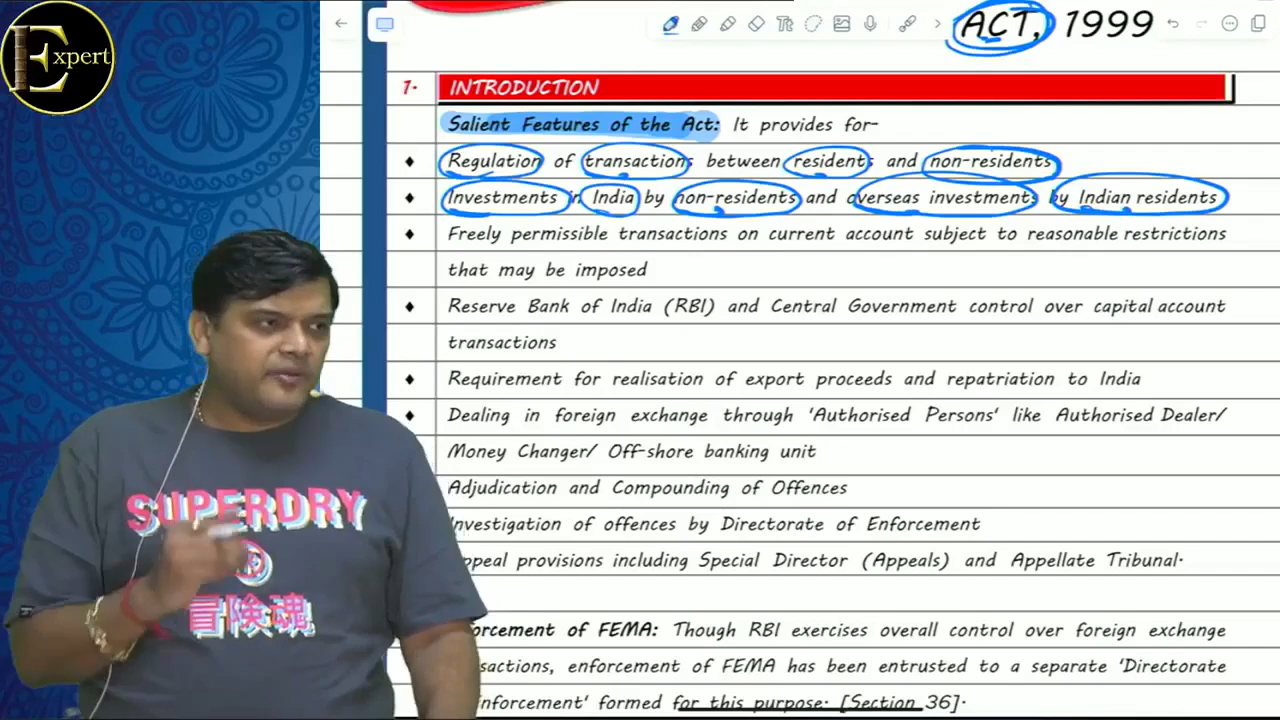 Expert
ACT, 1999
1. INTRODUCTION
Salient Features of the Act: It provides for-
♦ Regulation of transactions between residents and non-residents
♦ Investments in India by non-residents and overseas investments by Indian residents
♦ Freely permissible transactions on current account subject to reasonable restrictions
that may be imposed
♦ Reserve Bank of India (RBI) and Central Government control over capital account
transactions
♦ Requirement for realisation of export proceeds and repatriation to India
♦ Dealing in foreign exchange through 'Authorised Persons' like Authorised Dealer/
Money Changer/ Off-shore banking unit
Adjudication and Compounding of Offences
Investigation of offences by Directorate of Enforcement
ppeal provisions including Special Director (Appeals) and Appellate Tribunal.
orcement of FEMA: Though RBI exercises overall control over foreign exchange
sactions, enforcement of FEMA has been entrusted to a separate 'Directorate
nforcement' formed for this purpose. [Section 36].
SUPERDRY
冒険魂